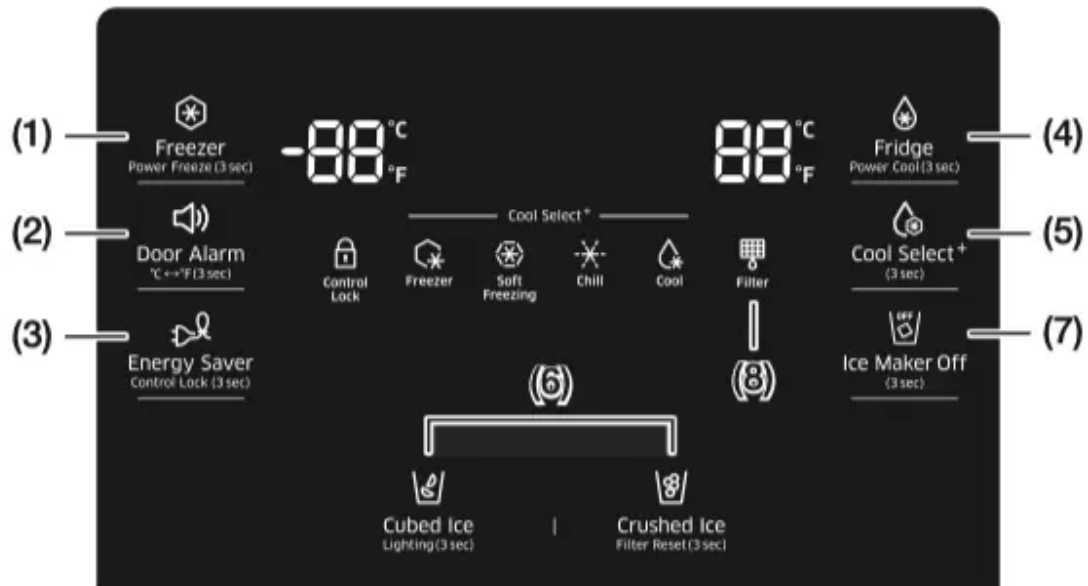 (1)
Freezer
Power Freeze (3 sec)
-88 °C
°F
88 °C
°F
Fridge
Power Cool (3 sec)
(4)
(2)
Door Alarm
°C ↔ °F (3 sec)
Cool Select+
Control
Lock
Freezer
Soft
Freezing
Chill
Cool
Filter
Cool Select+
(3 sec)
(5)
(3)
Energy Saver
Control Lock (3 sec)
OFF
Ice Maker Off
(3 sec)
(7)
(6)
(8)
Cubed Ice
Lighting (3 sec)
|
Crushed Ice
Filter Reset (3 sec)